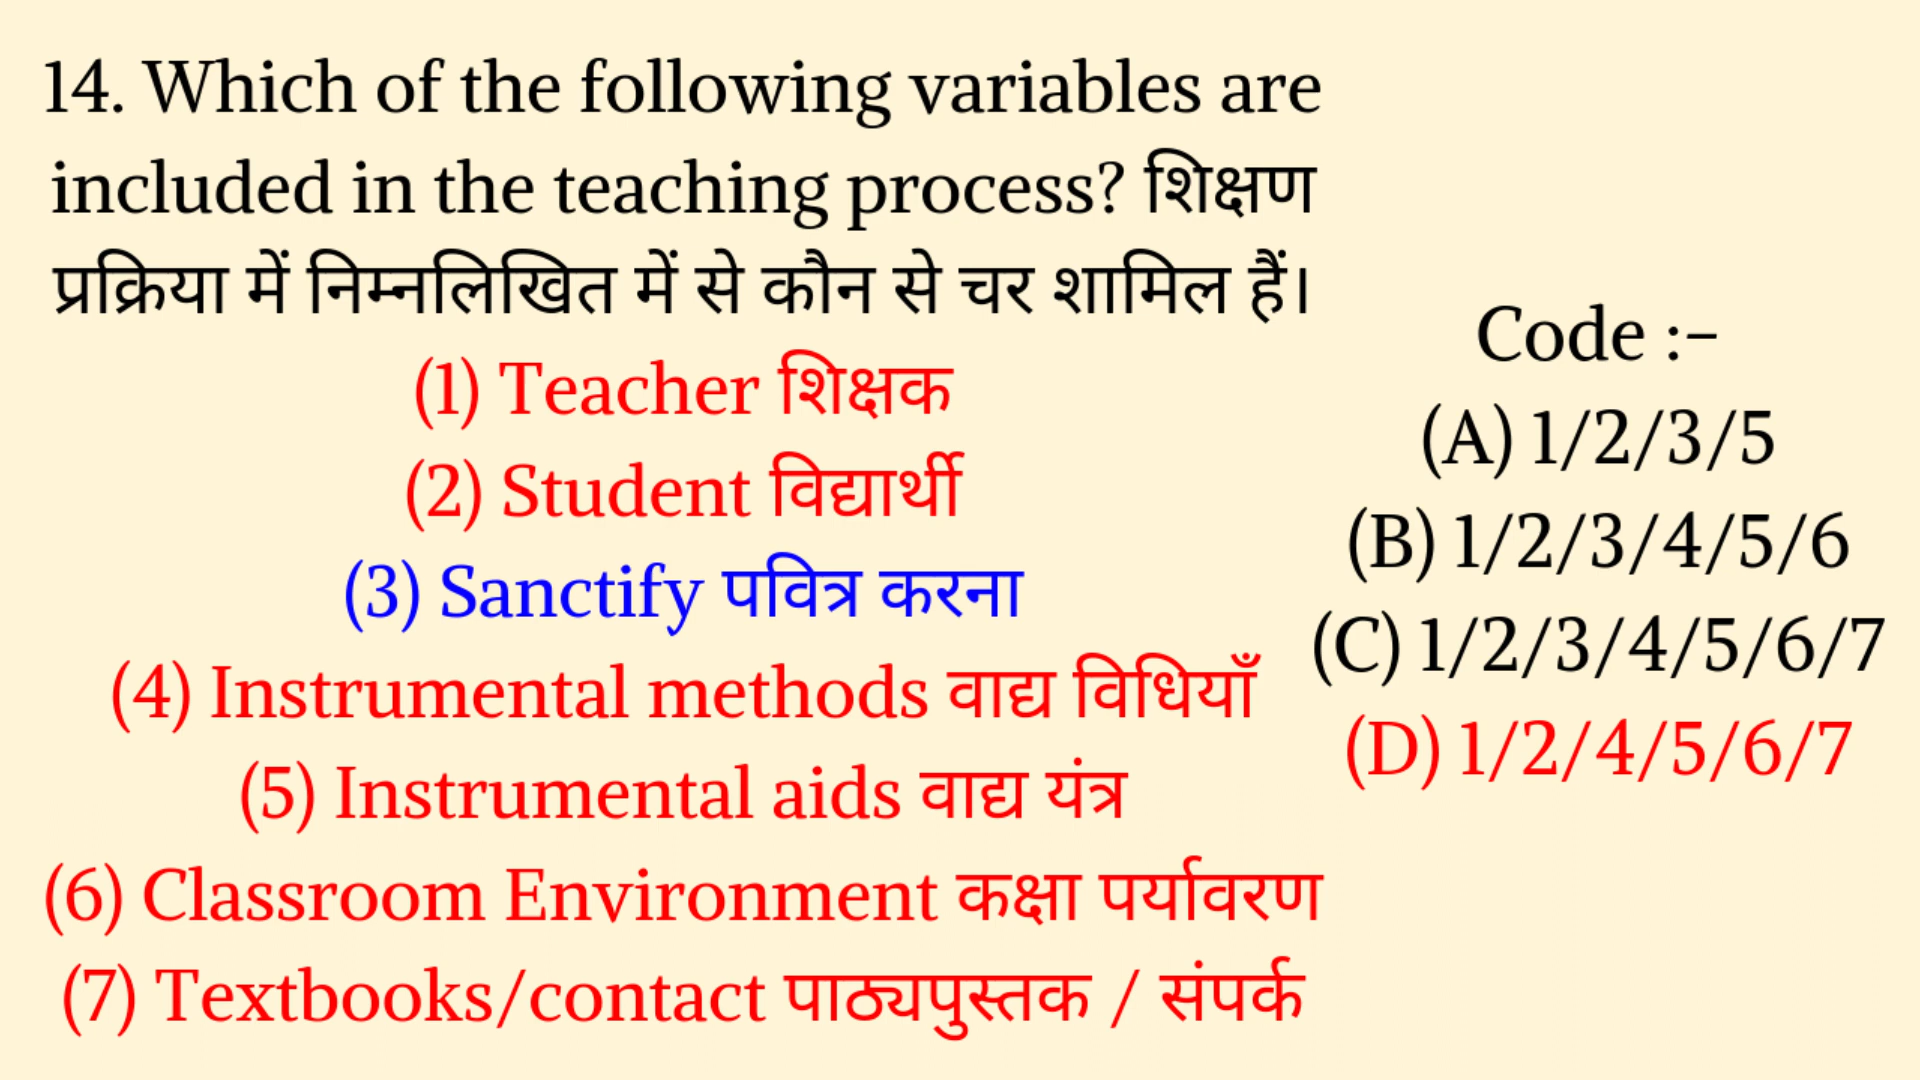 14. Which of the following variables are
included in the teaching process? शिक्षण
प्रक्रिया में निम्नलिखित में से कौन से चर शामिल हैं।
(1) Teacher शिक्षक
(2) Student विद्यार्थी
(3) Sanctify पवित्र करना
(4) Instrumental methods वाद्य विधियाँ
(5) Instrumental aids वाद्य यंत्र
(6) Classroom Environment कक्षा पर्यावरण
(7) Textbooks/contact पाठ्यपुस्तक / संपर्क
Code :-
(A) 1/2/3/5
(B) 1/2/3/4/5/6
(C) 1/2/3/4/5/6/7
(D) 1/2/4/5/6/7